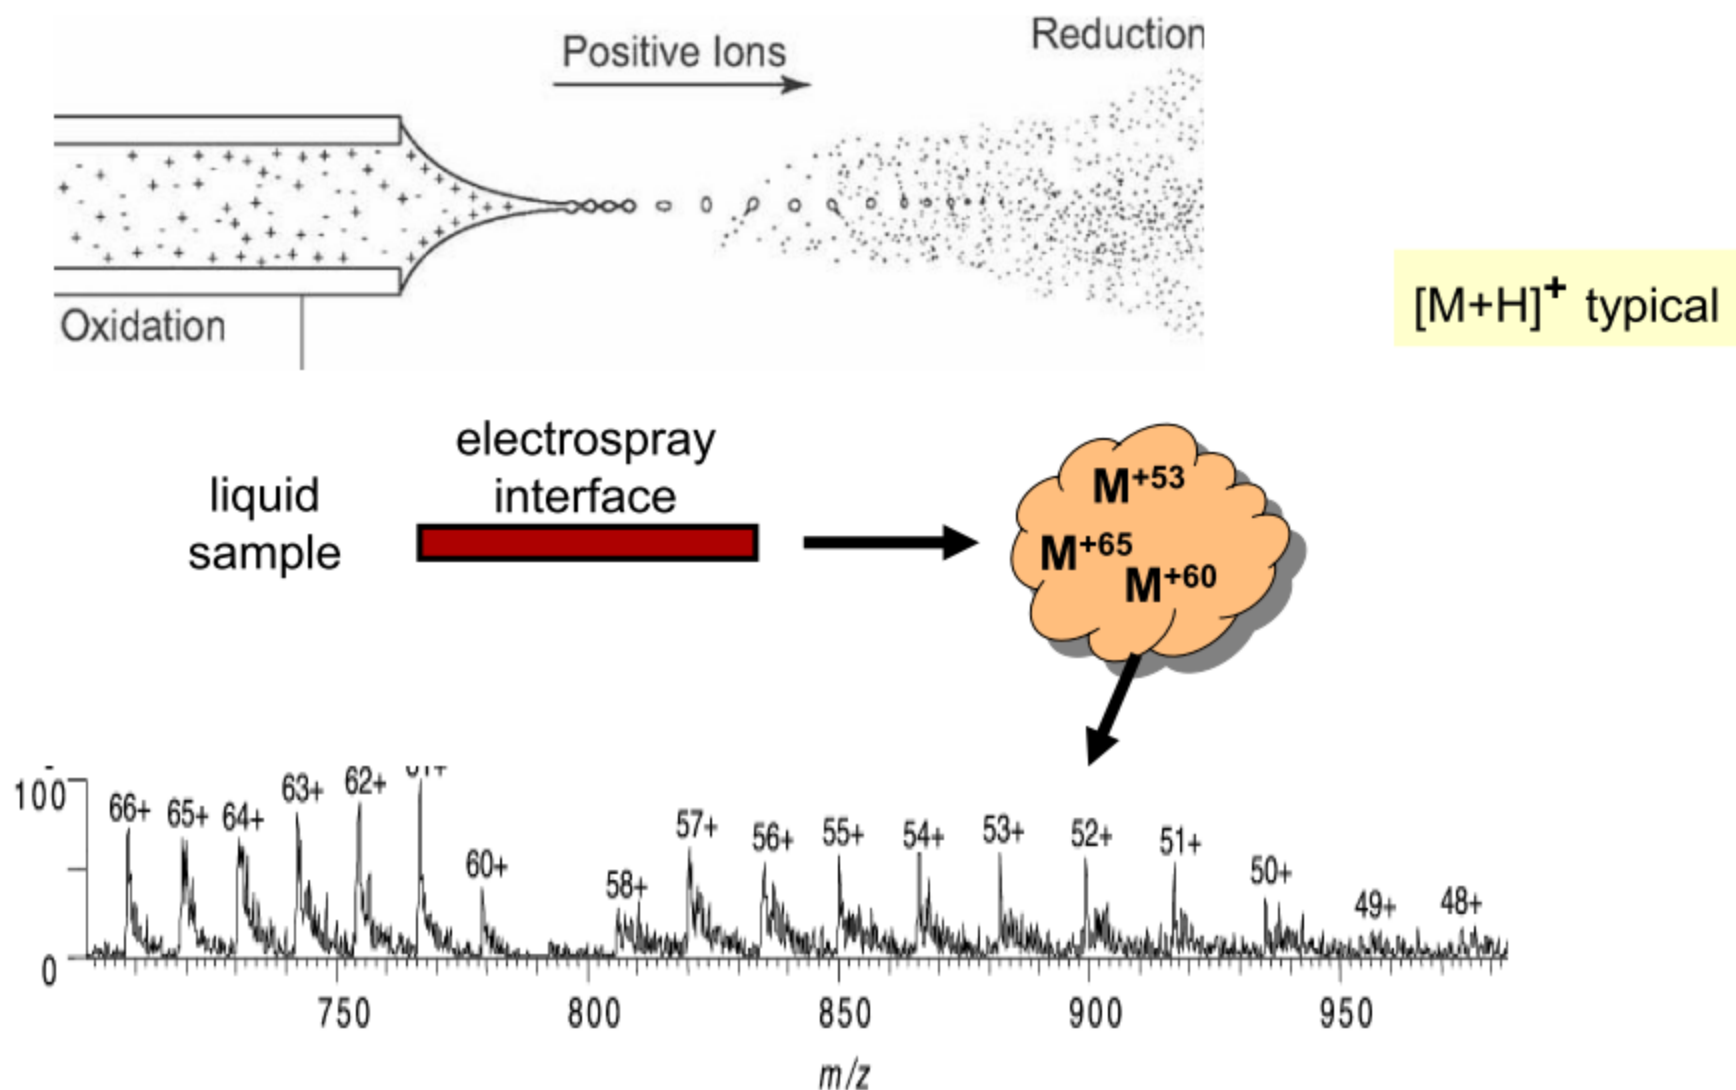 Positive Ions
Reduction
Oxidation
[M+H]+ typical
electrospray
interface
liquid
sample
M+53
M+65
M+60
100
66+ 65+ 64+ 63+ 62+ 61+ 60+ 58+ 57+ 56+ 55+ 54+ 53+ 52+ 51+ 50+ 49+ 48+
0
750 800 850 900 950
m/z